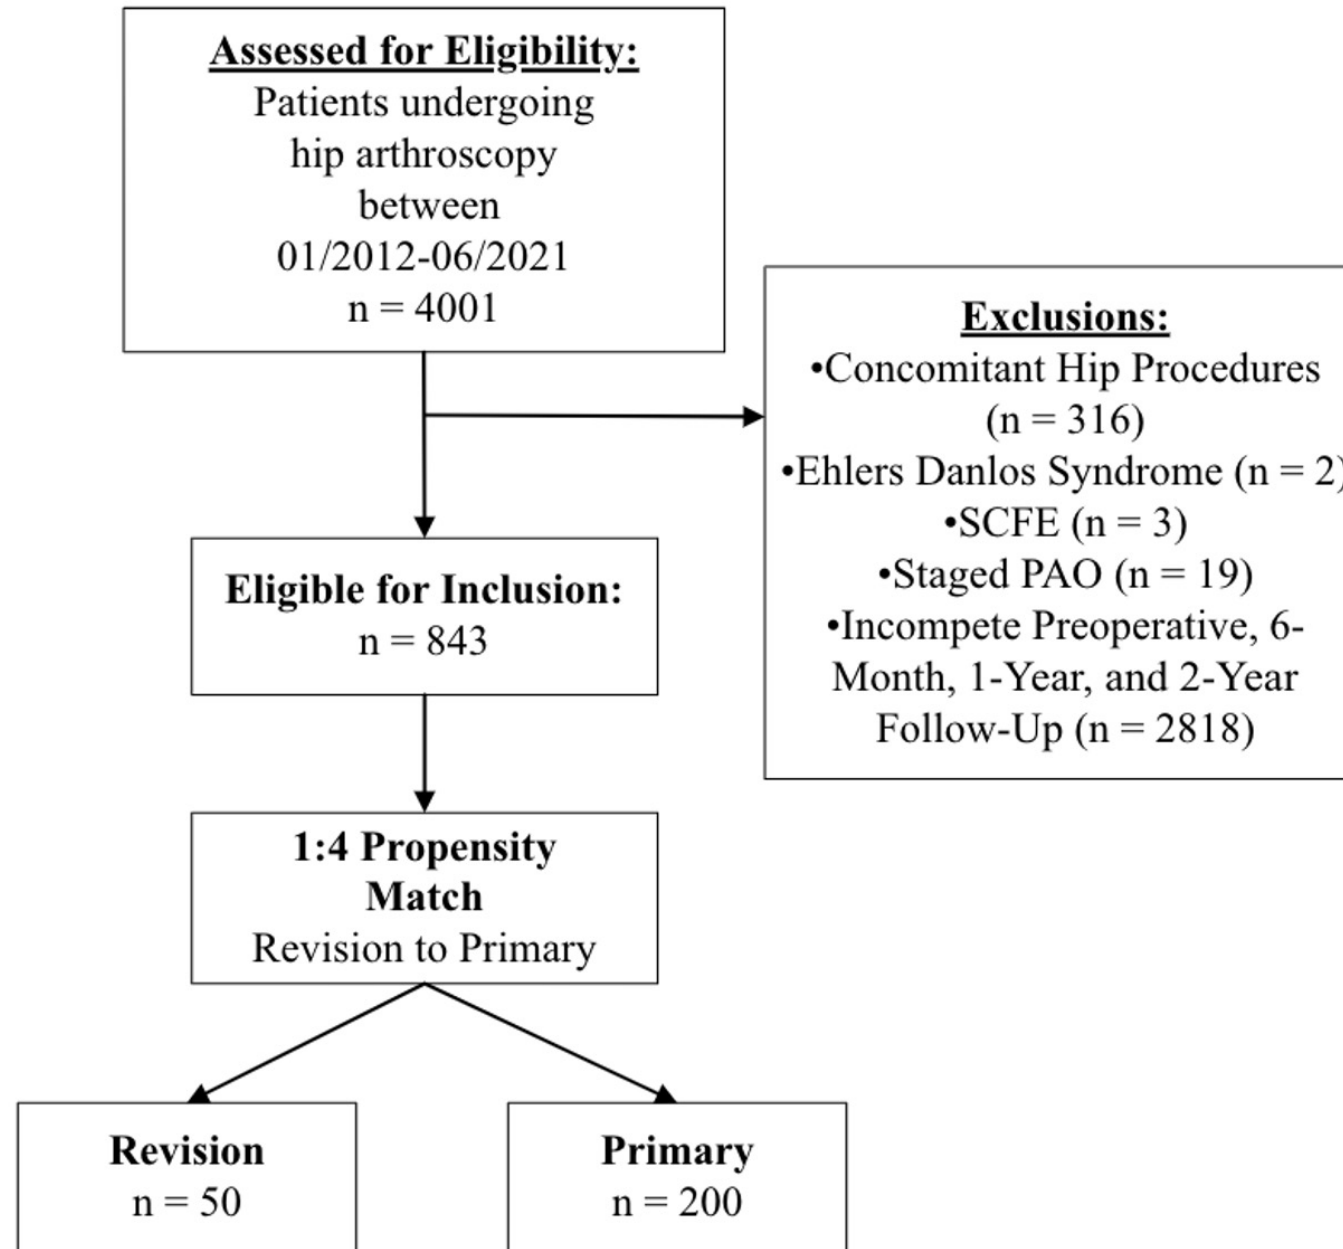 Assessed for Eligibility:
Patients undergoing
hip arthroscopy
between
01/2012-06/2021
n = 4001
Exclusions:
•Concomitant Hip Procedures
(n = 316)
•Ehlers Danlos Syndrome (n = 2)
•SCFE (n = 3)
•Staged PAO (n = 19)
•Incompete Preoperative, 6-
Month, 1-Year, and 2-Year
Follow-Up (n = 2818)
Eligible for Inclusion:
n = 843
1:4 Propensity
Match
Revision to Primary
Revision
n = 50
Primary
n = 200